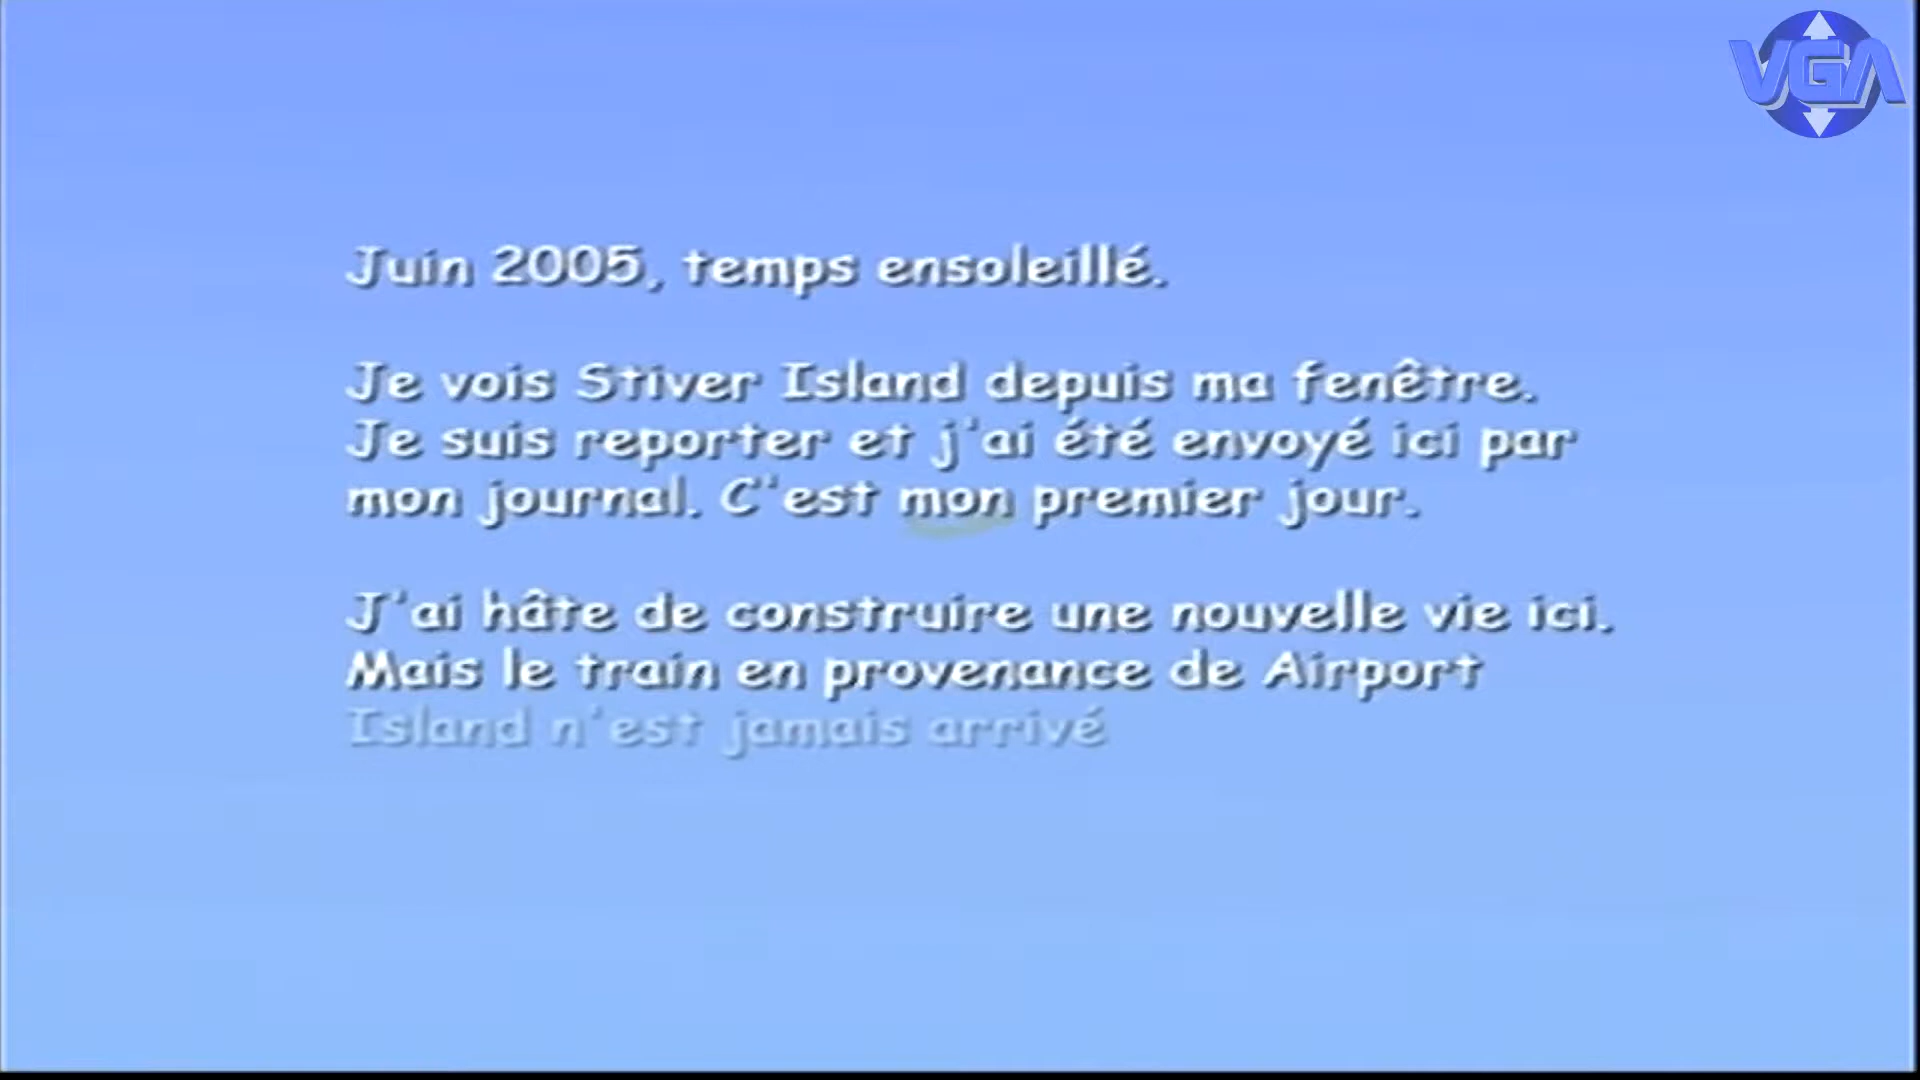 VGA
Juin 2005, temps ensoleillé.
Je vois Stiver Island depuis ma fenêtre.
Je suis reporter et j'ai été envoyé ici par
mon journal. C'est mon premier jour.
J'ai hâte de construire une nouvelle vie ici.
Mais le train en provenance de Airport
Island n'est jamais arrivé